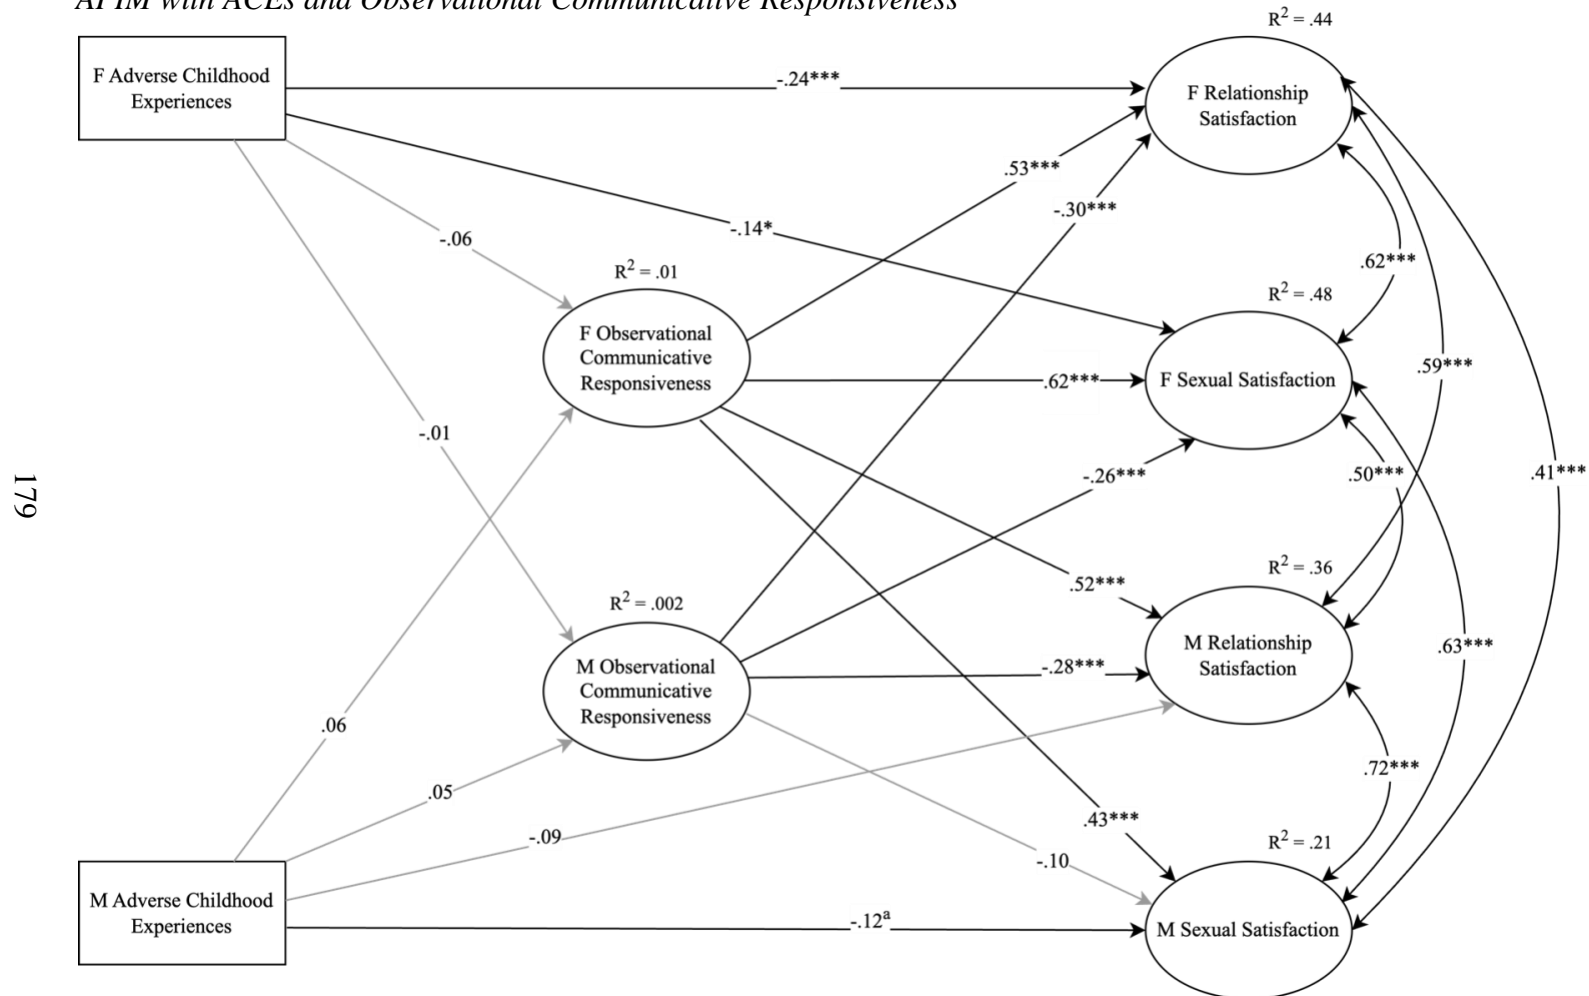 APIM with ACEs and Observational Communicative Responsiveness
R² = .44
F Adverse Childhood
Experiences
-.24***
F Relationship
Satisfaction
.53***
-.30***
-.14*
-.06
.62***
R² = .01
R² = .48
F Observational
Communicative
Responsiveness
.59***
.62***
F Sexual Satisfaction
-.01
-.26***
.50***
.41***
179
R² = .36
.52***
R² = .002
M Observational
Communicative
Responsiveness
M Relationship
Satisfaction
.63***
-.28***
.06
.72***
.05
.43***
-.09
R² = .21
-.10
M Adverse Childhood
Experiences
-.12ᵃ
M Sexual Satisfaction